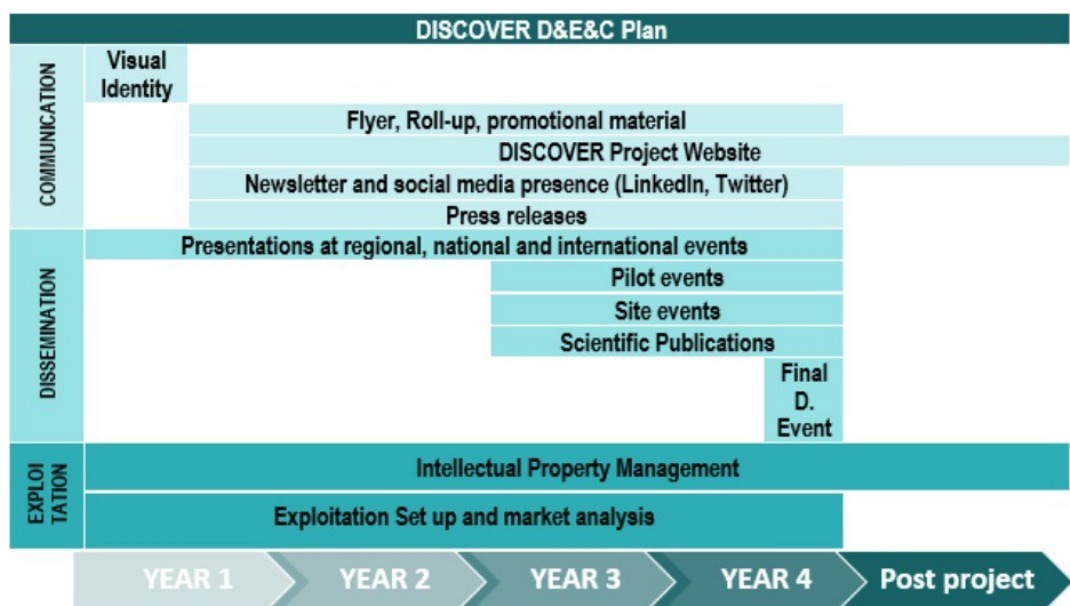 DISCOVER D&E&C Plan
COMMUNICATION
Visual
Identity
Flyer, Roll-up, promotional material
DISCOVER Project Website
Newsletter and social media presence (LinkedIn, Twitter)
Press releases
DISSEMINATION
Presentations at regional, national and international events
Pilot events
Site events
Scientific Publications
Final
D.
Event
EXPLOI
TATION
Intellectual Property Management
Exploitation Set up and market analysis
YEAR 1
YEAR 2
YEAR 3
YEAR 4
Post project